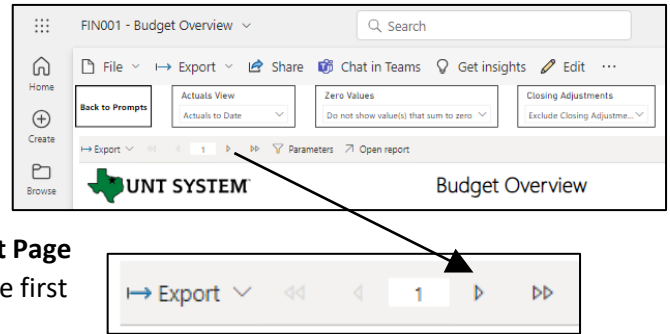 FIN001 - Budget Overview
Search
File Export Share Chat in Teams Get insights Edit ...
Home
Back to Prompts
Actuals View
Actuals to Date
Zero Values
Do not show value(s) that sum to zero
Closing Adjustments
Exclude Closing Adjustme...
Create
Export 1 Parameters Open report
Browse
UNT SYSTEM Budget Overview
t Page
e first
Export 1